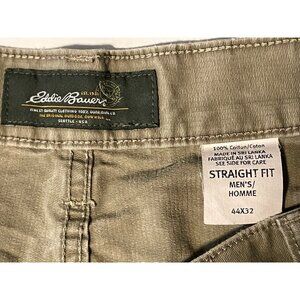 EST. 1920
Eddie Bauer
SEATTLE • USA
100% Cotton/Coton
MADE IN SRI LANKA
FABRIQUÉ AU SRI LANKA
SEE SIDE FOR CARE
STRAIGHT FIT
MEN'S/
HOMME
44X32